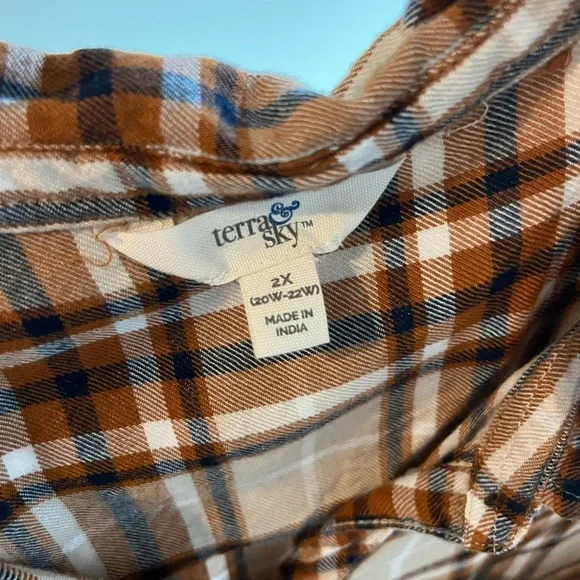 terra & sky™
2X
(20W-22W)
MADE IN
INDIA